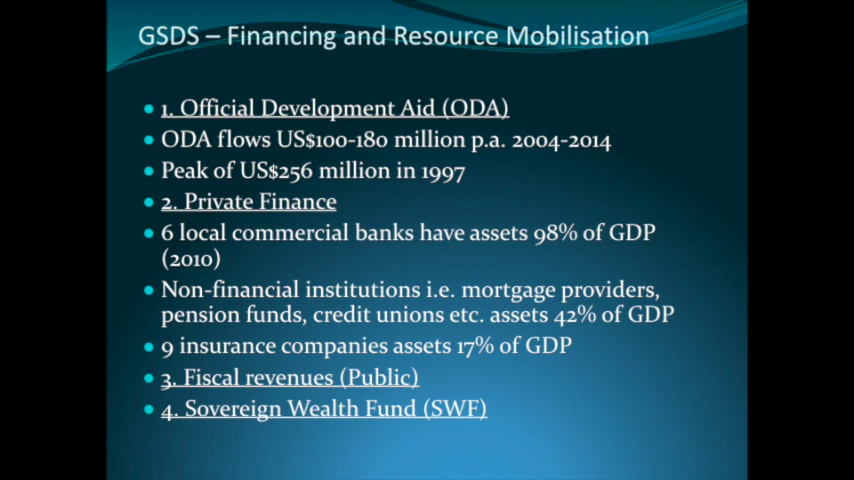 GSDS – Financing and Resource Mobilisation
• 1. Official Development Aid (ODA)
• ODA flows US$100-180 million p.a. 2004-2014
• Peak of US$256 million in 1997
• 2. Private Finance
• 6 local commercial banks have assets 98% of GDP
(2010)
• Non-financial institutions i.e. mortgage providers,
pension funds, credit unions etc. assets 42% of GDP
• 9 insurance companies assets 17% of GDP
• 3. Fiscal revenues (Public)
• 4. Sovereign Wealth Fund (SWF)